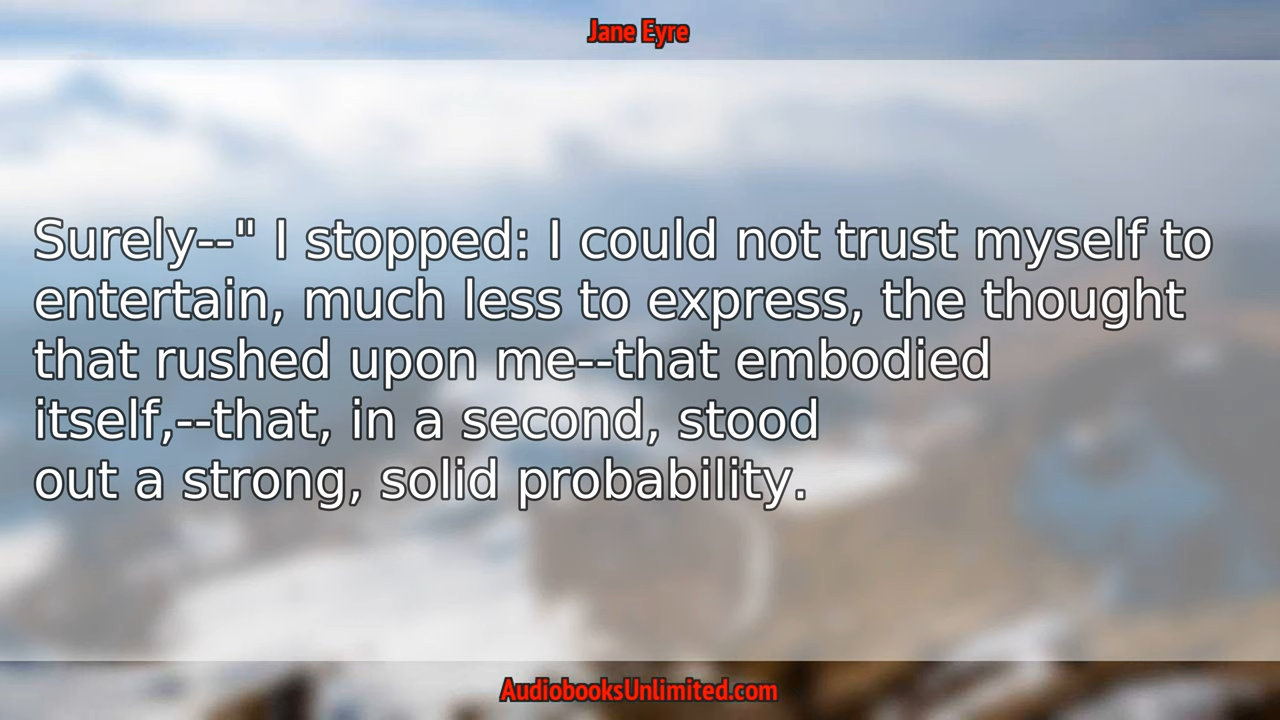 Jane Eyre
Surely--" I stopped: I could not trust myself to
entertain, much less to express, the thought
that rushed upon me--that embodied
itself,--that, in a second, stood
out a strong, solid probability.
AudiobooksUnlimited.com